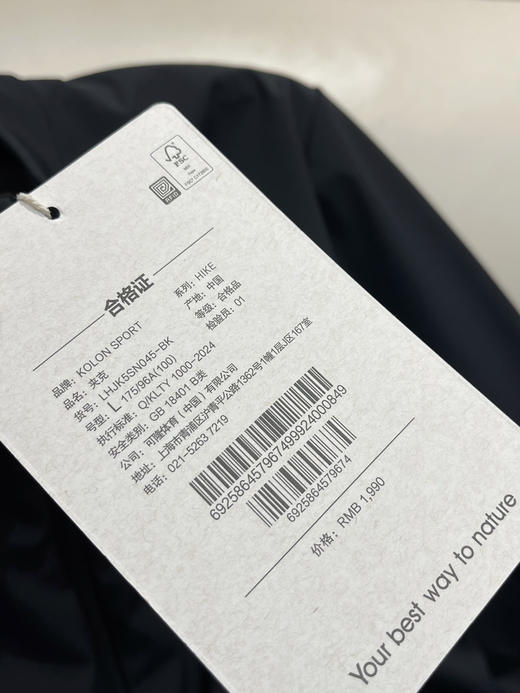 FSC
合格证
品牌: KOLON SPORT
系列: HIKE
品名: 夹克
产地: 中国
货号: LHJK5SN045-BK
等级: 合格品
号型: L 175/96A(100)
检验员: 01
执行标准: Q/KLTY 1000-2024
安全类别: GB 18401 B类
公司: 可隆体育(中国)有限公司
地址: 上海市青浦区沪青平公路1362号1幢1层J区167室
电话: 021-5263 7219
692586457967499924000849
6925864579674
价格: RMB 1,990
Your best way to nature